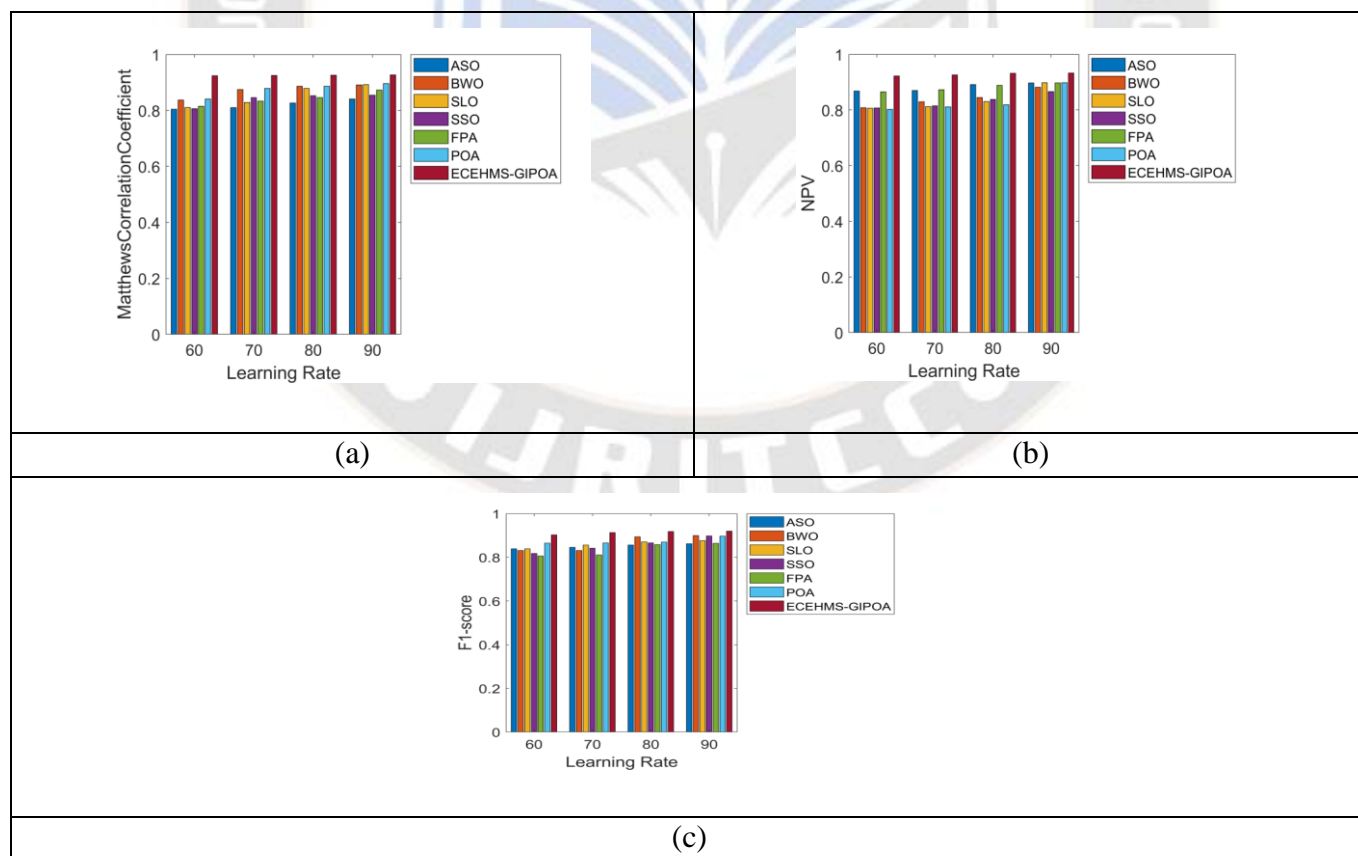 1
0.8
0.6
0.4
0.2
0
MatthewsCorrelationCoefficient
60 70 80 90
Learning Rate
ASO
BWO
SLO
SSO
FPA
POA
ECEHMS-GIPOA
(a)
1
0.8
0.6
0.4
0.2
0
NPV
60 70 80 90
Learning Rate
ASO
BWO
SLO
SSO
FPA
POA
ECEHMS-GIPOA
(b)
IJRITCC
1
0.8
0.6
0.4
0.2
0
F1-score
60 70 80 90
Learning Rate
ASO
BWO
SLO
SSO
FPA
POA
ECEHMS-GIPOA
(c)